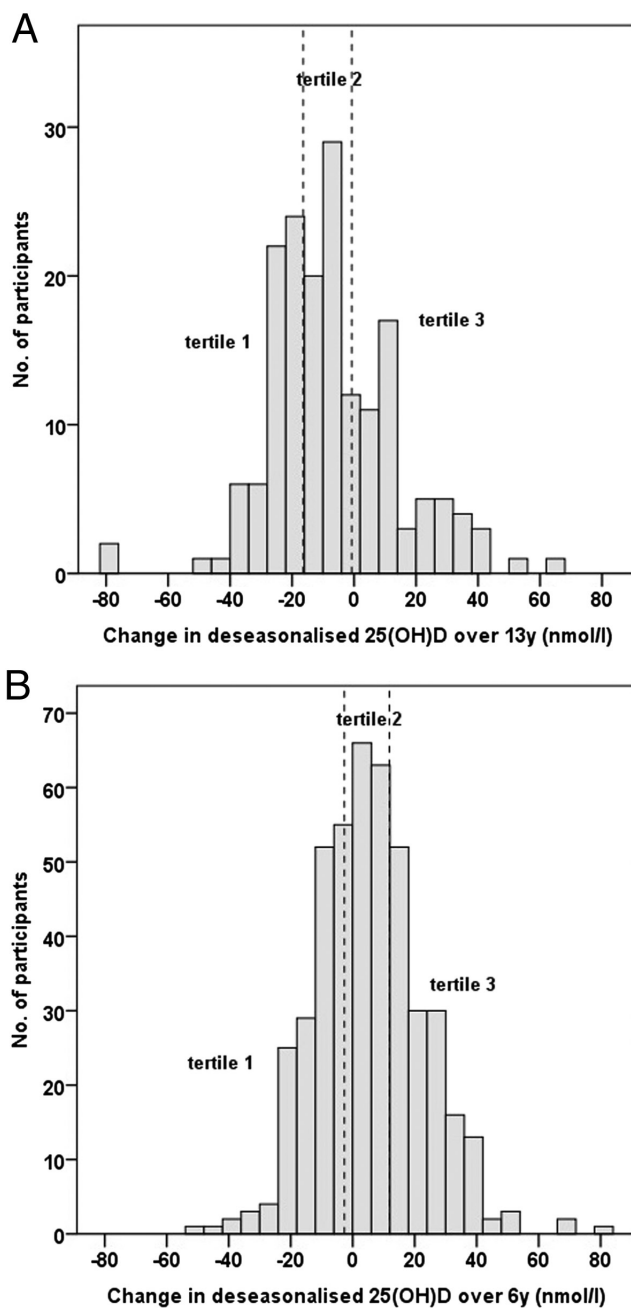 A
tertile 2
30
20
10
0
No. of participants
tertile 1
tertile 3
-80 -60 -40 -20 0 20 40 60 80
Change in deseasonalised 25(OH)D over 13y (nmol/l)
B
tertile 2
70
60
50
40
30
20
10
0
No. of participants
tertile 3
tertile 1
-80 -60 -40 -20 0 20 40 60 80
Change in deseasonalised 25(OH)D over 6y (nmol/l)